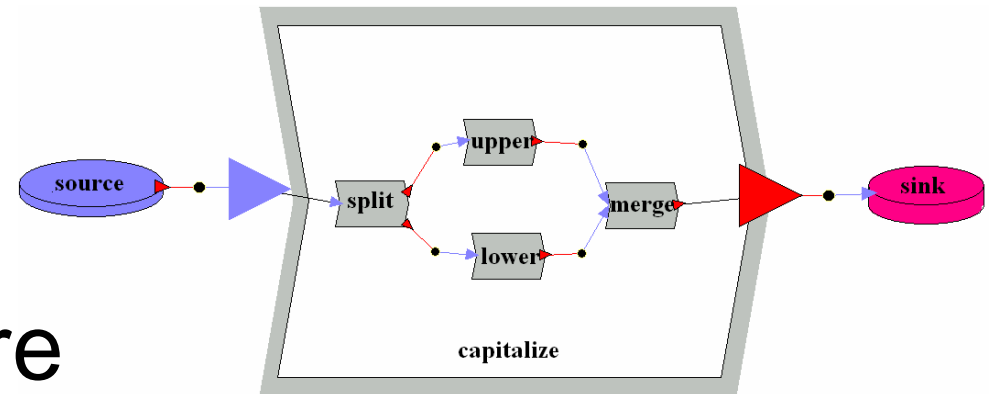 source
split
upper
lower
merge
sink
capitalize
re